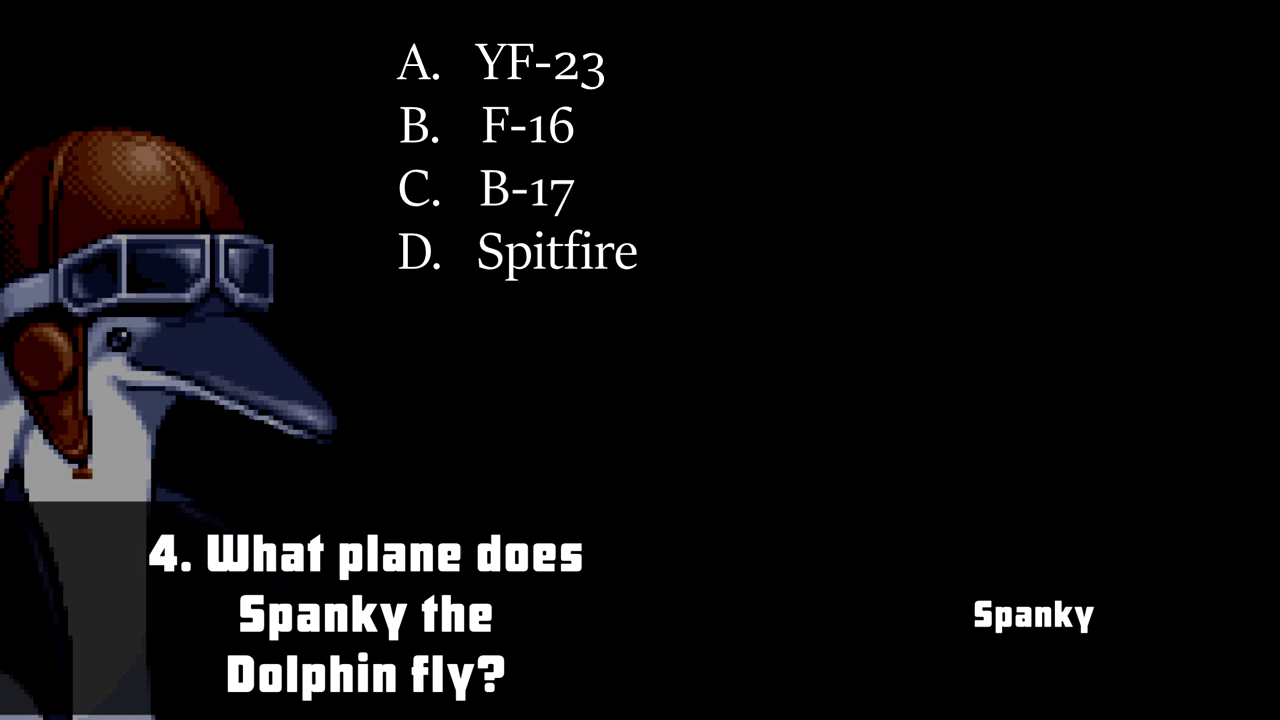 A. YF-23
B. F-16
C. B-17
D. Spitfire
4. What plane does
Spanky the
Dolphin fly?
Spanky